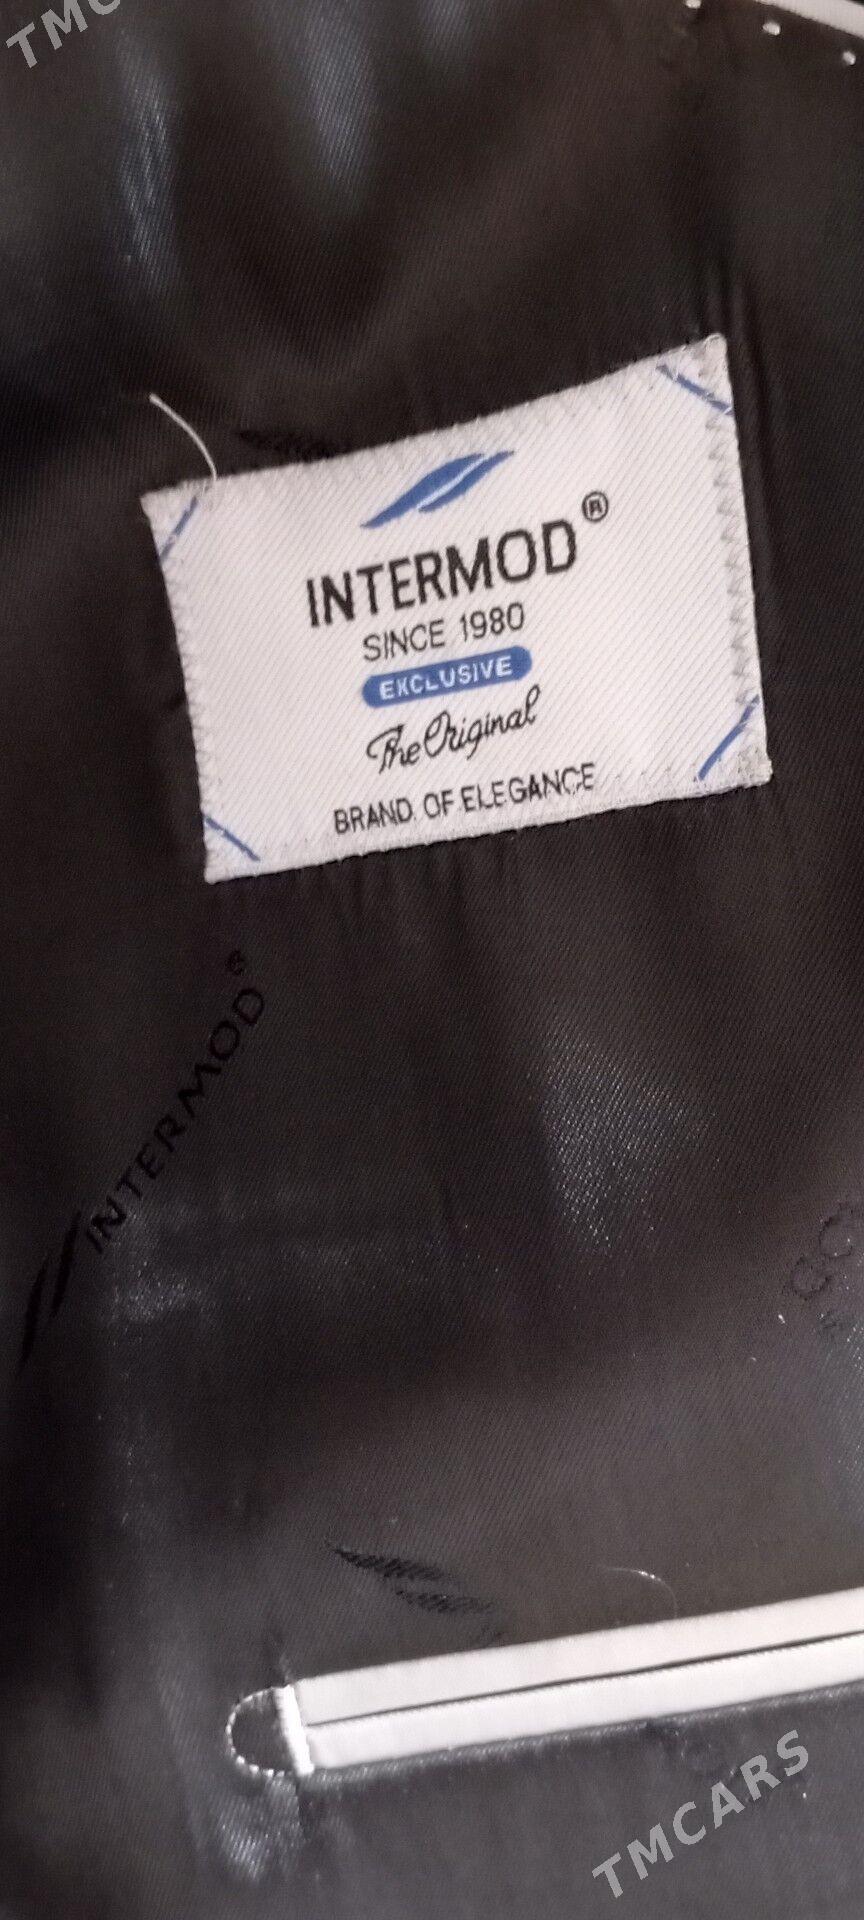 TMC
INTERMOD®
SINCE 1980
EXCLUSIVE
The Original
BRAND OF ELEGANCE
INTERMOD
TMCARS